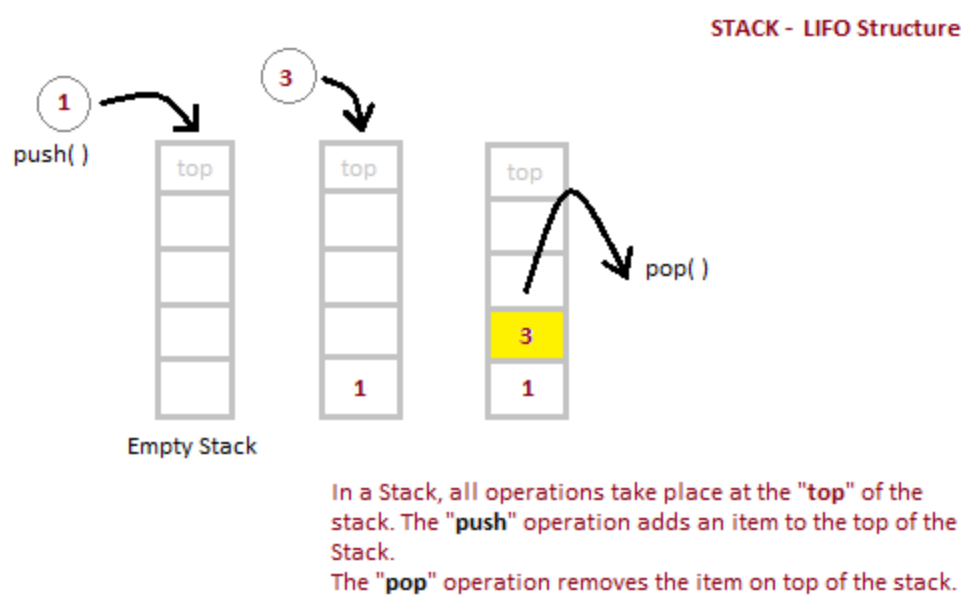 STACK - LIFO Structure
3
1
push( )
top
top
top
pop( )
3
1
1
Empty Stack
In a Stack, all operations take place at the "top" of the
stack. The "push" operation adds an item to the top of the
Stack.
The "pop" operation removes the item on top of the stack.